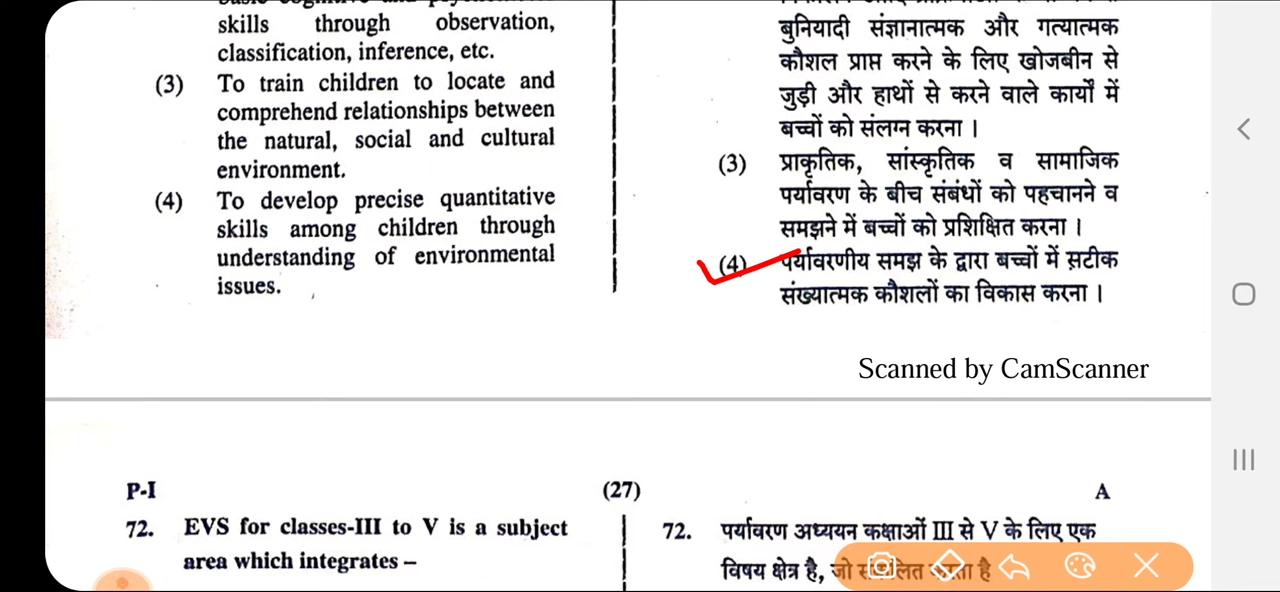 skills through observation,
classification, inference, etc.
(3) To train children to locate and
comprehend relationships between
the natural, social and cultural
environment.
(4) To develop precise quantitative
skills among children through
understanding of environmental
issues.
बुनियादी संज्ञानात्मक और गत्यात्मक
कौशल प्राप्त करने के लिए खोजबीन से
जुड़ी और हाथों से करने वाले कार्यों में
बच्चों को संलग्न करना ।
(3) प्राकृतिक, सांस्कृतिक व सामाजिक
पर्यावरण के बीच संबंधों को पहचानने व
समझने में बच्चों को प्रशिक्षित करना ।
(4) पर्यावरणीय समझ के द्वारा बच्चों में सटीक
संख्यात्मक कौशलों का विकास करना ।
Scanned by CamScanner
P-I (27) A
72. EVS for classes-III to V is a subject
area which integrates –
72. पर्यावरण अध्ययन कक्षाओं III से V के लिए एक
विषय क्षेत्र है, जो है